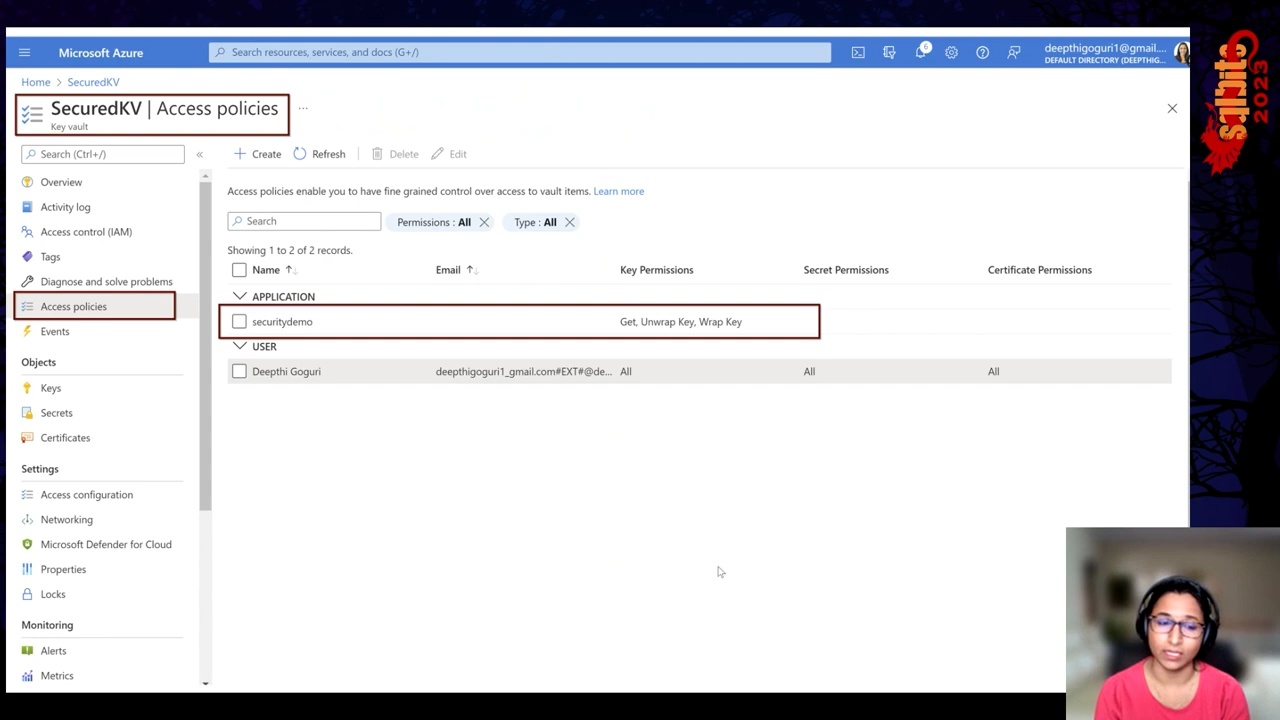 Microsoft Azure
Search resources, services, and docs (G+/)
6
deepthigoguri1@gmail....
DEFAULT DIRECTORY (DEEPTHIG...
Home > SecuredKV
SecuredKV | Access policies ...
Key vault
Search (Ctrl+/)
«
Create
Refresh
Delete
Edit
Overview
Activity log
Access control (IAM)
Tags
Diagnose and solve problems
Access policies
Events
Objects
Keys
Secrets
Certificates
Settings
Access configuration
Networking
Microsoft Defender for Cloud
Properties
Locks
Monitoring
Alerts
Metrics
Access policies enable you to have fine grained control over access to vault items. Learn more
Search
Permissions : All
Type : All
Showing 1 to 2 of 2 records.
Name Email Key Permissions Secret Permissions Certificate Permissions
APPLICATION
securitydemo Get, Unwrap Key, Wrap Key
USER
Deepthi Goguri deepthigoguri1_gmail.com#EXT#@de... All All All
sqlbits
2023